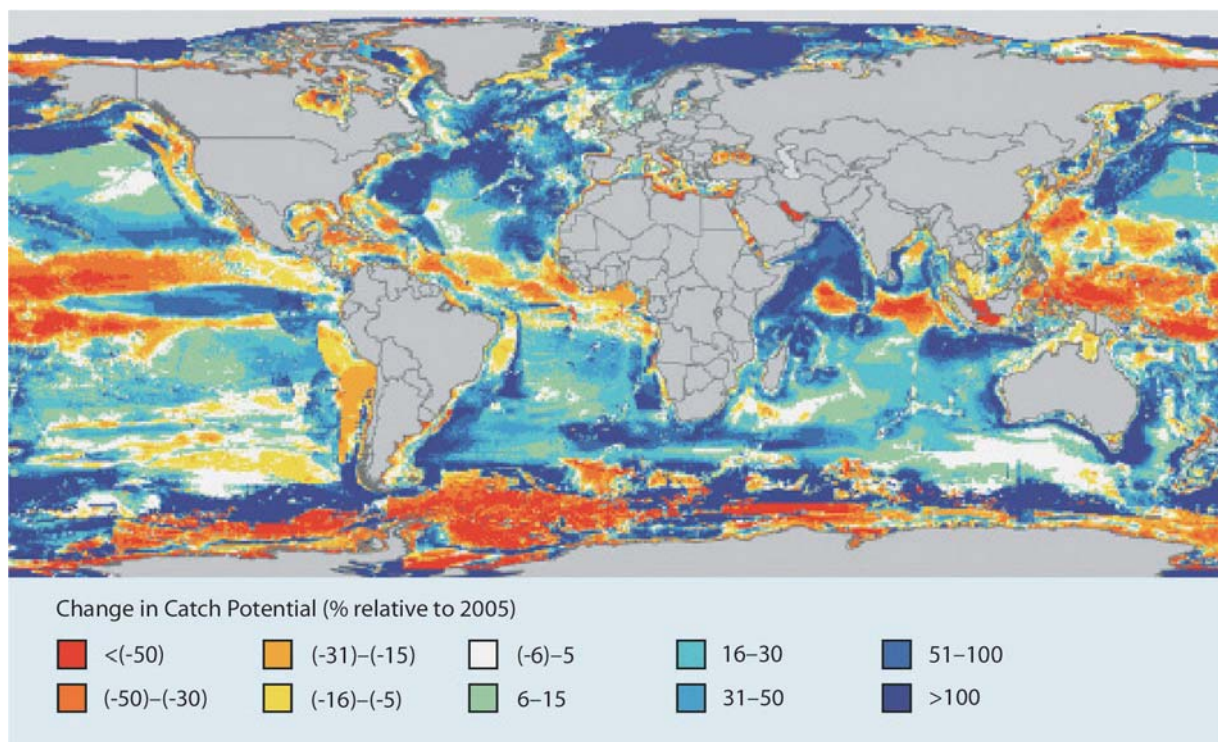 Change in Catch Potential (% relative to 2005)
<(-50) (-31)–(-15) (-6)–5 16–30 51–100
(-50)–(-30) (-16)–(-5) 6–15 31–50 >100